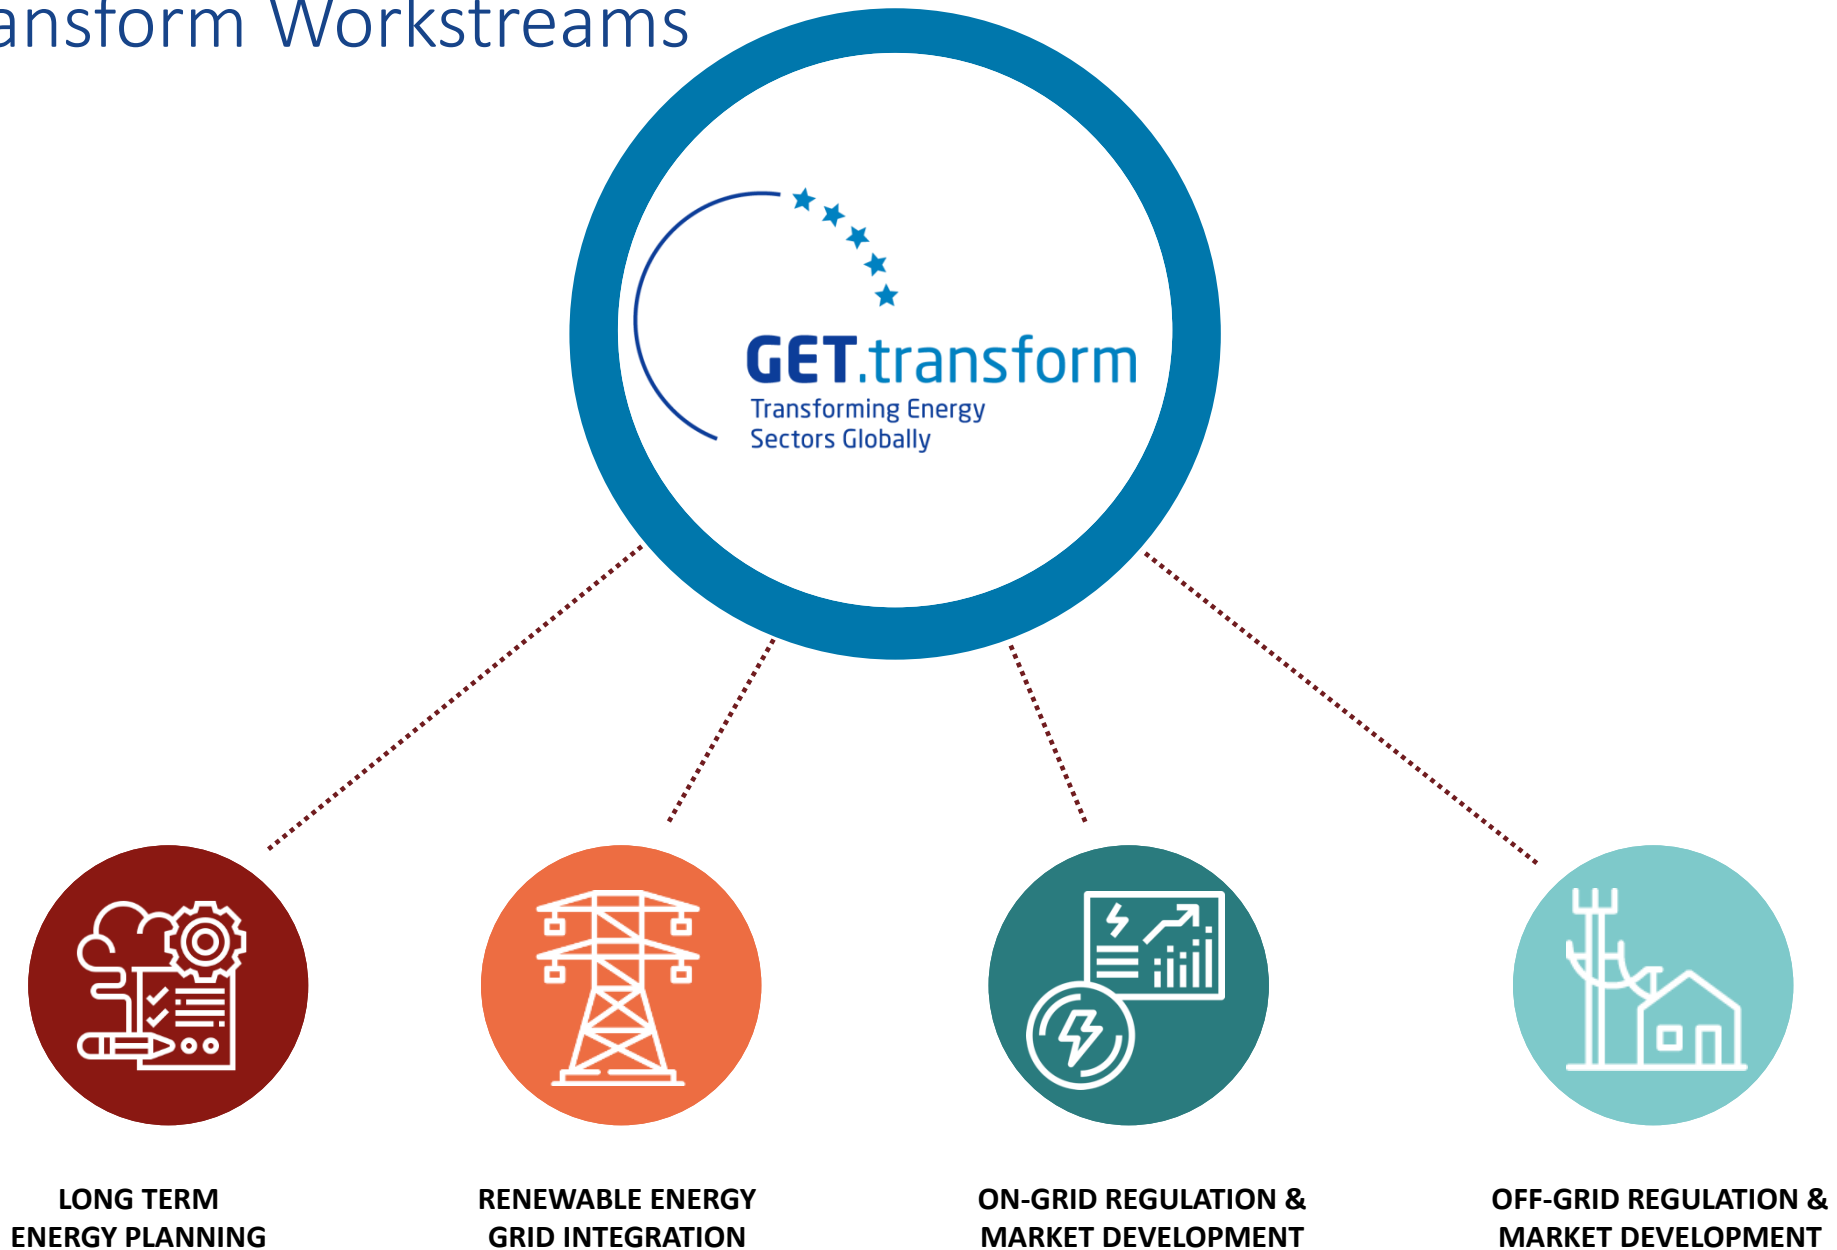 ansform Workstreams
GET.transform
Transforming Energy
Sectors Globally
LONG TERM
ENERGY PLANNING
RENEWABLE ENERGY
GRID INTEGRATION
ON-GRID REGULATION &
MARKET DEVELOPMENT
OFF-GRID REGULATION &
MARKET DEVELOPMENT